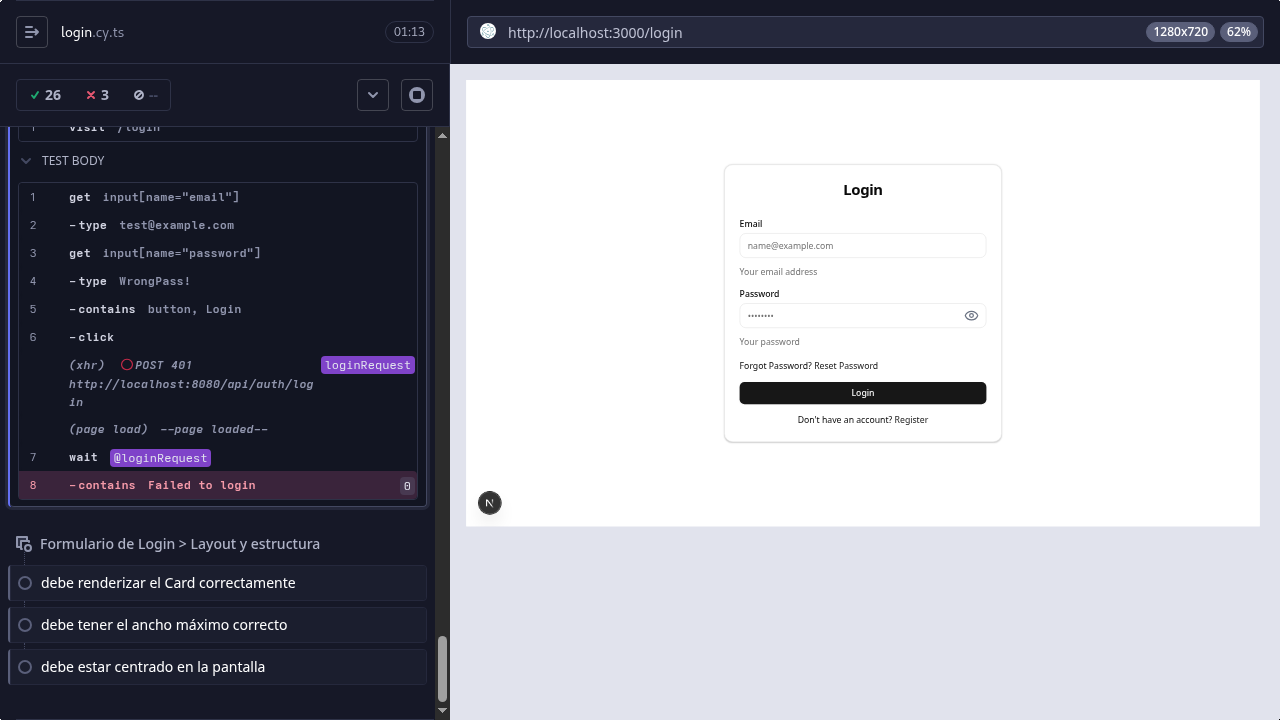 login.cy.ts
01:13
26
3
--
1 visit /login
TEST BODY
1 get input[name="email"]
2 -type test@example.com
3 get input[name="password"]
4 -type WrongPass!
5 -contains button, Login
6 -click
(xhr) POST 401 loginRequest
http://localhost:8080/api/auth/log
in
(page load) --page loaded--
7 wait @loginRequest
8 -contains Failed to login 0
Formulario de Login > Layout y estructura
debe renderizar el Card correctamente
debe tener el ancho máximo correcto
debe estar centrado en la pantalla
http://localhost:3000/login
1280x720
62%
Login
Email
name@example.com
Your email address
Password
••••••••
Your password
Forgot Password? Reset Password
Login
Don't have an account? Register
N